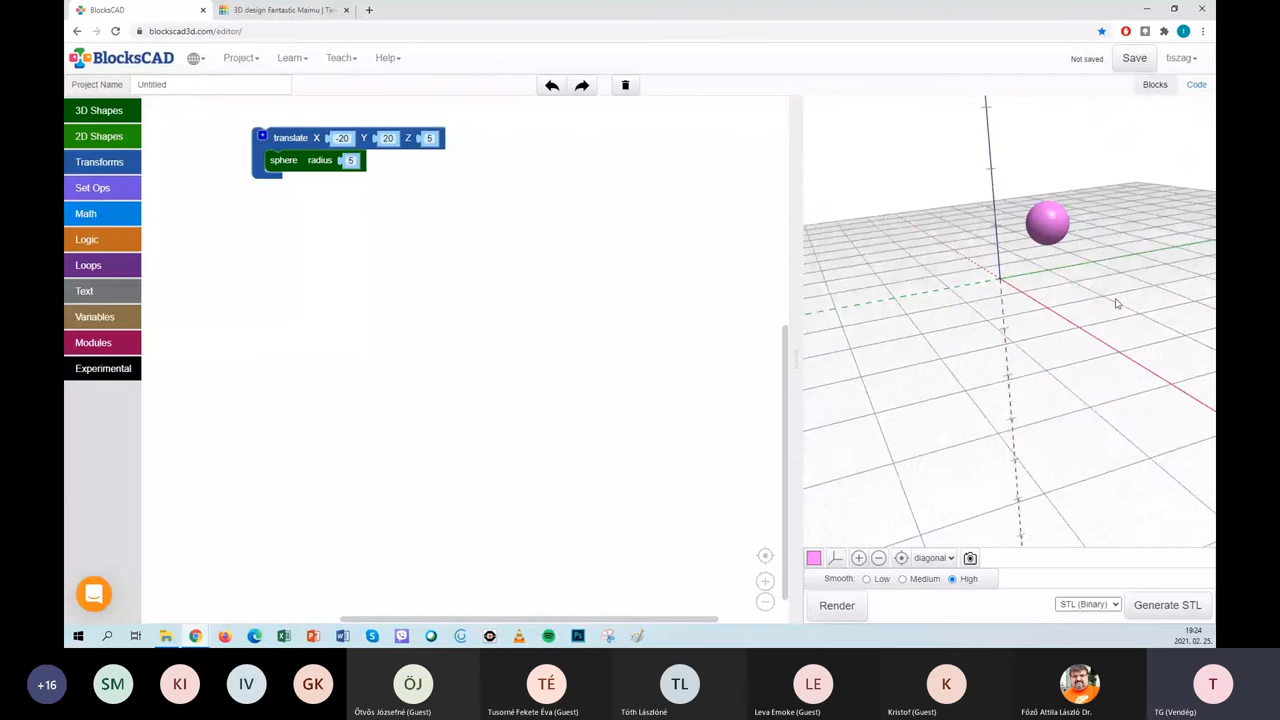 BlocksCAD
3D design Fantastic Maimu | Tin
blockscad3d.com/editor/
BlocksCAD
Project
Learn
Teach
Help
Not saved
Save
tiszag
Project Name
Untitled
Blocks
Code
3D Shapes
2D Shapes
Transforms
Set Ops
Math
Logic
Loops
Text
Variables
Modules
Experimental
translate X -20 Y 20 Z 5
sphere radius 5
diagonal
Smooth: Low Medium High
Render
STL (Binary)
Generate STL
19:24
2021. 02. 25.
+16
SM
KI
IV
GK
ÖJ
Ötvös Józsefné (Guest)
TÉ
Tusorné Fekete Éva (Guest)
TL
Tóth Lászlóné
LE
Leva Emoke (Guest)
K
Kristof (Guest)
Főző Attila László Dr.
T
TG (Vendég)